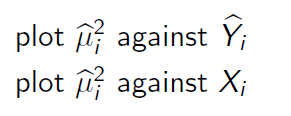 plot μ̂ᵢ² against Ŷᵢ
plot μ̂ᵢ² against Xᵢ